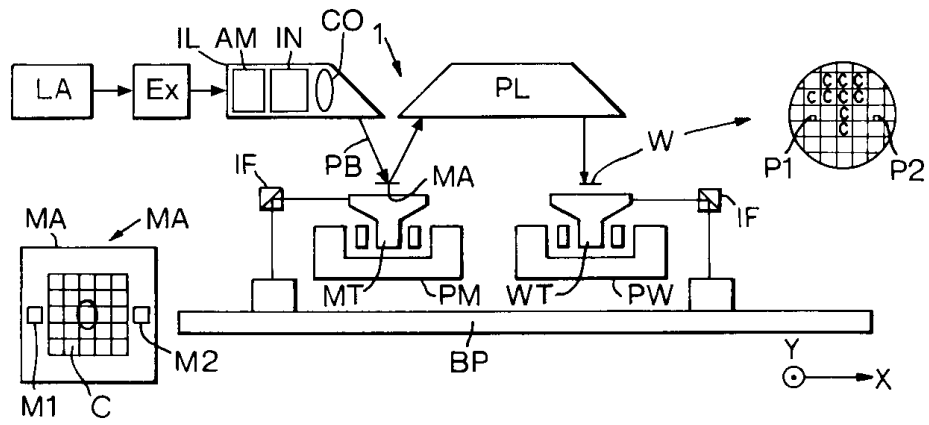 CO
IL AM IN 1
LA Ex PL
C C C
C C C C
C
C
PB W P1 P2
IF MA IF
MA MA
MT PM WT PW
M1 C M2 BP
Y
X